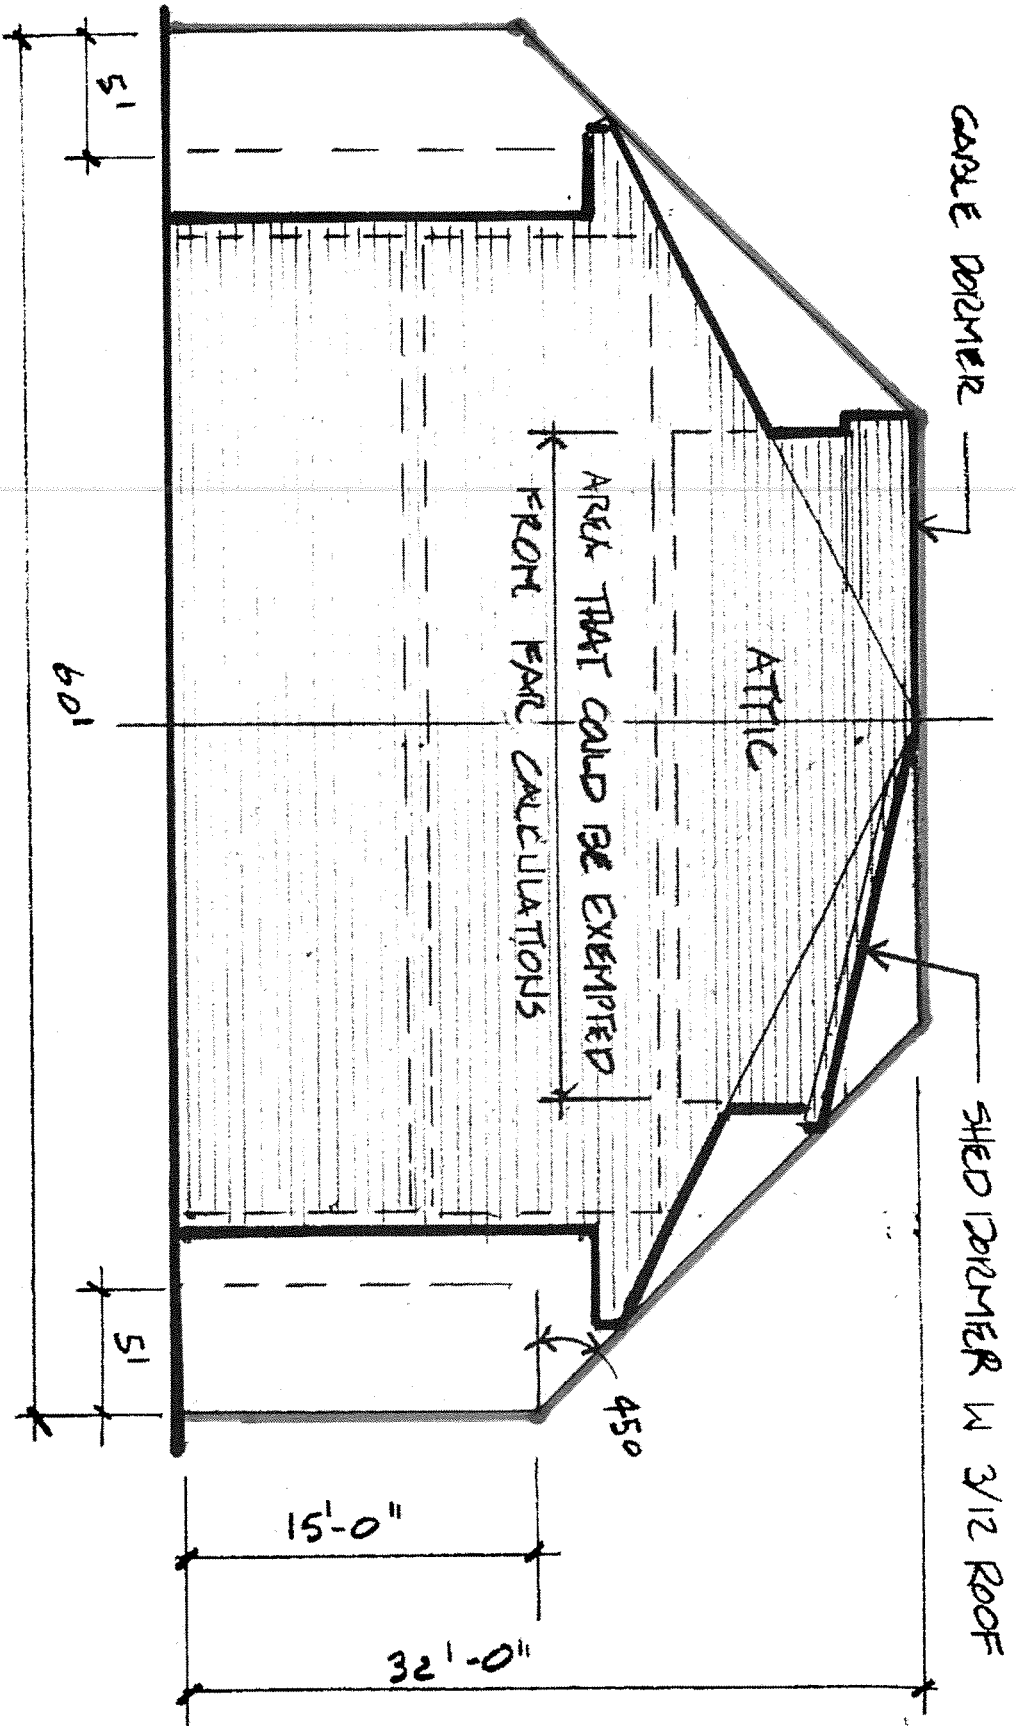 GABLE DORMER
SHED DORMER W 3/12 ROOF
ATTIC
AREA THAT COULD BE EXEMPTED
FROM FAR CALCULATIONS
45°
15'-0"
32'-0"
5'
5'
60'